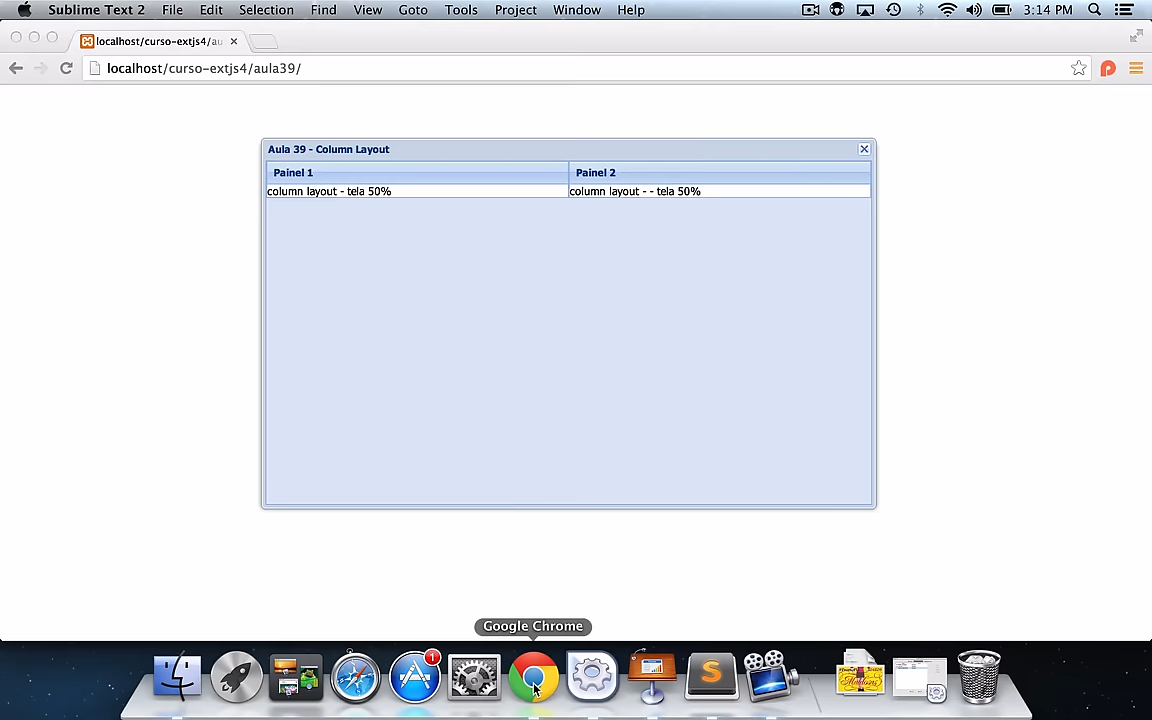 Sublime Text 2 File Edit Selection Find View Goto Tools Project Window Help 3:14 PM
localhost/curso-extjs4/au
localhost/curso-extjs4/aula39/
Aula 39 - Column Layout
Painel 1 Painel 2
column layout - tela 50% column layout - - tela 50%
Google Chrome
1
S